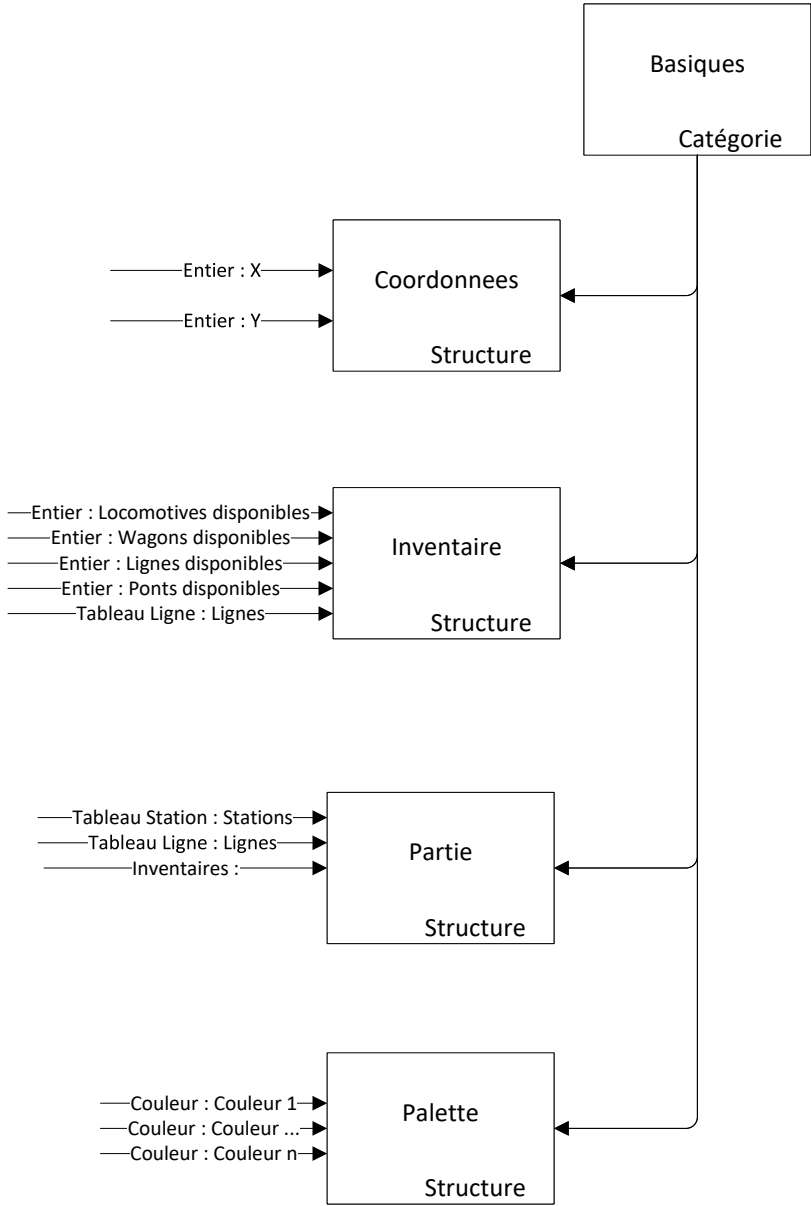 Basiques
Catégorie
Entier : X
Coordonnees
Entier : Y
Structure
Entier : Locomotives disponibles
Entier : Wagons disponibles
Inventaire
Entier : Lignes disponibles
Entier : Ponts disponibles
Tableau Ligne : Lignes
Structure
Tableau Station : Stations
Tableau Ligne : Lignes
Partie
Inventaires :
Structure
Couleur : Couleur 1
Palette
Couleur : Couleur ...
Couleur : Couleur n
Structure